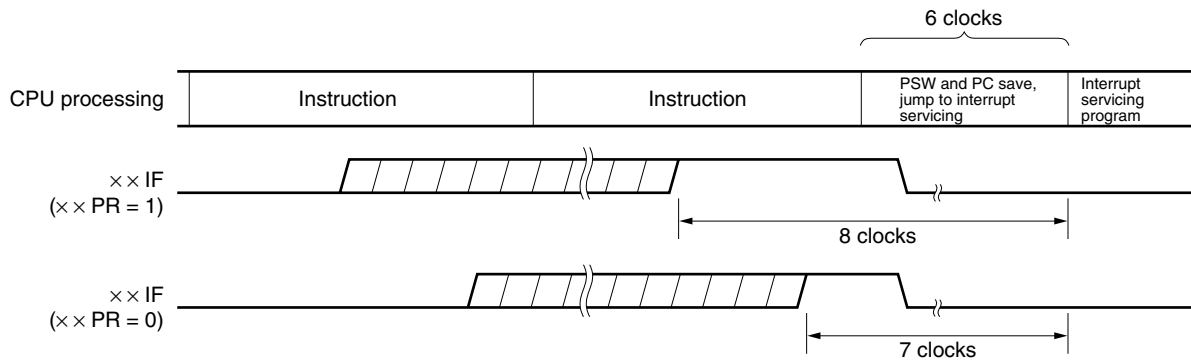 6 clocks
CPU processing
Instruction
Instruction
PSW and PC save,
jump to interrupt
servicing
Interrupt
servicing
program
×× IF
(×× PR = 1)
8 clocks
×× IF
(×× PR = 0)
7 clocks